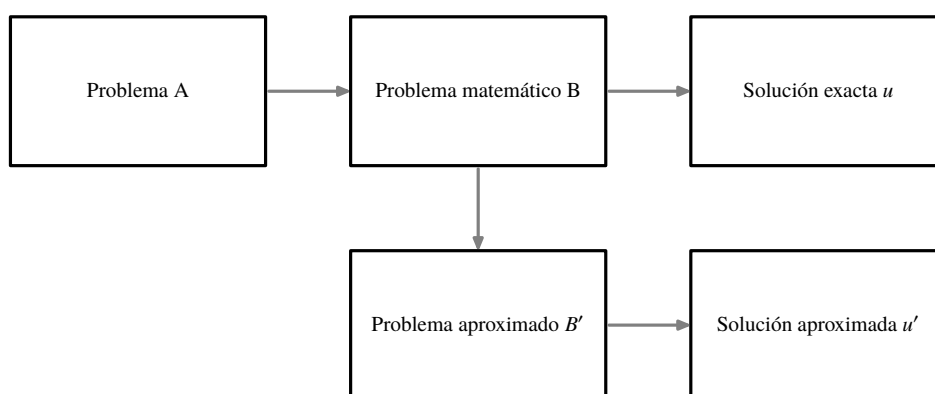 Problema A
Problema matemático B
Solución exacta u
Problema aproximado B′
Solución aproximada u′